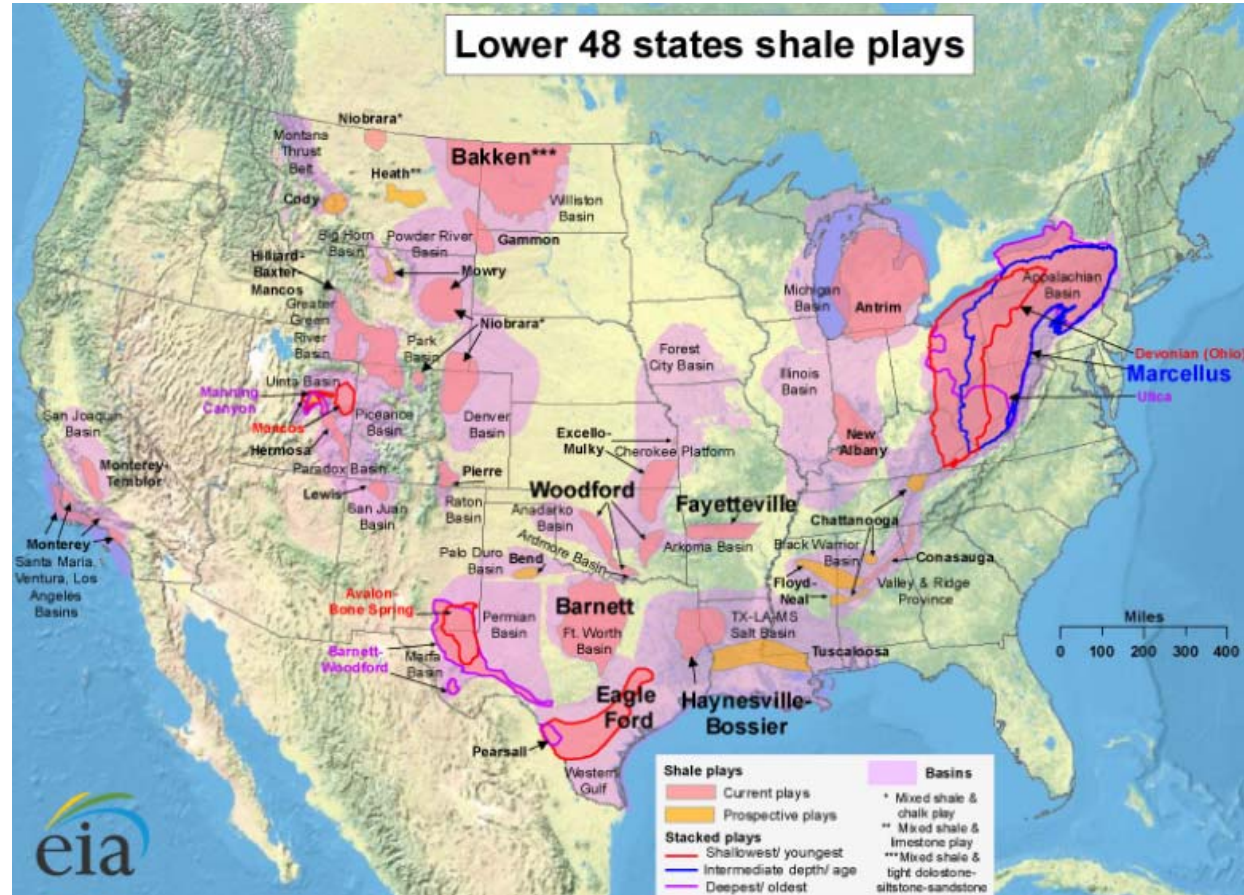 Lower 48 states shale plays
Niobrara*
Montana
Thrust
Belt
Bakken***
Heath**
Cody
Williston
Basin
Big Horn
Basin
Powder River
Basin
Gammon
Hilliard-
Baxter-
Mancos
Mowry
Greater
Green
River
Basin
Niobrara*
Park
Basin
Michigan
Basin
Antrim
Appalachian
Basin
Devonian (Ohio)
Marcellus
Utica
Forest
City Basin
Illinois
Basin
Uinta Basin
Manning
Canyon
Mancos
Piceance
Basin
Denver
Basin
San Joaquin
Basin
Hermosa
Paradox Basin
Excello-
Mulky
Cherokee Platform
New
Albany
Monterey-
Temblor
Lewis
San Juan
Basin
Pierre
Raton
Basin
Woodford
Anadarko
Basin
Fayetteville
Arkoma Basin
Chattanooga
Monterey
Santa Maria,
Ventura, Los
Angeles
Basins
Palo Duro
Basin
Bend
Ardmore Basin
Black Warrior
Basin
Conasauga
Floyd-
Neal
Valley & Ridge
Province
Avalon-
Bone Spring
Permian
Basin
Barnett
Ft. Worth
Basin
TX-LA-MS
Salt Basin
Tuscaloosa
Miles
0 100 200 300 400
Barnett-
Woodford
Marfa
Basin
Eagle
Ford
Haynesville-
Bossier
Pearsall
Western
Gulf
Shale plays
Current plays
Prospective plays
Stacked plays
Shallowest/ youngest
Intermediate depth/ age
Deepest/ oldest
Basins
* Mixed shale &
chalk play
** Mixed shale &
limestone play
***Mixed shale &
tight dolostone-
siltstone-sandstone
eia